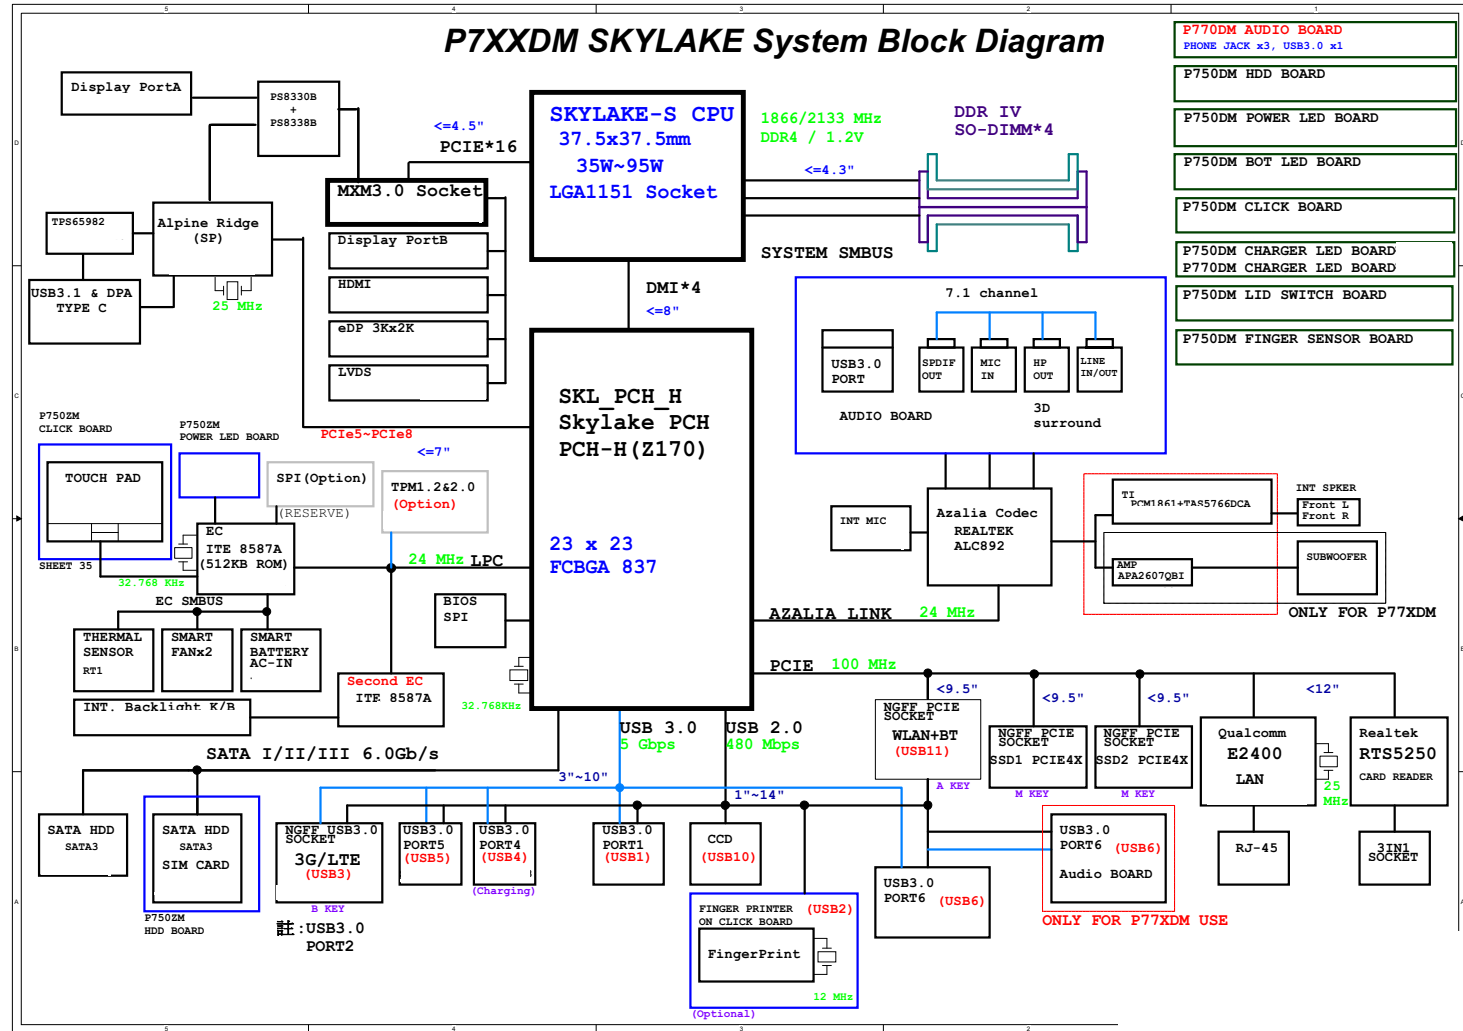 P7XXDM SKYLAKE System Block Diagram
P770DM AUDIO BOARD
PHONE JACK x3, USB3.0 x1
P750DM HDD BOARD
P750DM POWER LED BOARD
P750DM BOT LED BOARD
P750DM CLICK BOARD
P750DM CHARGER LED BOARD
P770DM CHARGER LED BOARD
P750DM LID SWITCH BOARD
P750DM FINGER SENSOR BOARD
Display PortA
PS8330B
+
PS8338B
<=4.5"
PCIE*16
SKYLAKE-S CPU
37.5x37.5mm
35W~95W
LGA1151 Socket
1866/2133 MHz
DDR4 / 1.2V
DDR IV
SO-DIMM*4
<=4.3"
SYSTEM SMBUS
MXM3.0 Socket
Display PortB
HDMI
eDP 3Kx2K
LVDS
TPS65982
Alpine Ridge
(SP)
USB3.1 & DPA
TYPE C
25 MHz
DMI*4
<=8"
7.1 channel
USB3.0
PORT
SPDIF
OUT
MIC
IN
HP
OUT
LINE
IN/OUT
AUDIO BOARD
3D
surround
SKL_PCH_H
Skylake PCH
PCH-H(Z170)
23 x 23
FCBGA 837
PCIe5~PCIe8
<=7"
P750ZM
CLICK BOARD
TOUCH PAD
SHEET 35
P750ZM
POWER LED BOARD
SPI(Option)
(RESERVE)
TPM1.2&2.0
(Option)
EC
ITE 8587A
(512KB ROM)
32.768 KHz
24 MHz
LPC
EC SMBUS
BIOS
SPI
THERMAL
SENSOR
RT1
SMART
FANx2
SMART
BATTERY
AC-IN
INT. Backlight K/B
Second EC
ITE 8587A
32.768KHz
INT MIC
Azalia Codec
REALTEK
ALC892
TI
PCM1861+TAS5766DCA
INT SPKER
Front L
Front R
AMP
APA2607QBI
SUBWOOFER
ONLY FOR P77XDM
AZALIA LINK
24 MHz
PCIE
100 MHz
USB 3.0
5 Gbps
USB 2.0
480 Mbps
SATA I/II/III 6.0Gb/s
3"~10"
1"~14"
<9.5"
<9.5"
<9.5"
<12"
NGFF PCIE
SOCKET
WLAN+BT
(USB11)
A KEY
NGFF PCIE
SOCKET
SSD1 PCIE4X
M KEY
NGFF PCIE
SOCKET
SSD2 PCIE4X
M KEY
Qualcomm
E2400
LAN
25
MHz
Realtek
RTS5250
CARD READER
RJ-45
3IN1
SOCKET
SATA HDD
SATA3
SATA HDD
SATA3
SIM CARD
P750ZM
HDD BOARD
NGFF USB3.0
SOCKET
3G/LTE
(USB3)
B KEY
註:USB3.0
PORT2
USB3.0
PORT5
(USB5)
USB3.0
PORT4
(USB4)
(Charging)
USB3.0
PORT1
(USB1)
CCD
(USB10)
FINGER PRINTER
ON CLICK BOARD
(USB2)
FingerPrint
12 MHz
(Optional)
USB3.0
PORT6
(USB6)
USB3.0
PORT6
(USB6)
Audio BOARD
ONLY FOR P77XDM USE